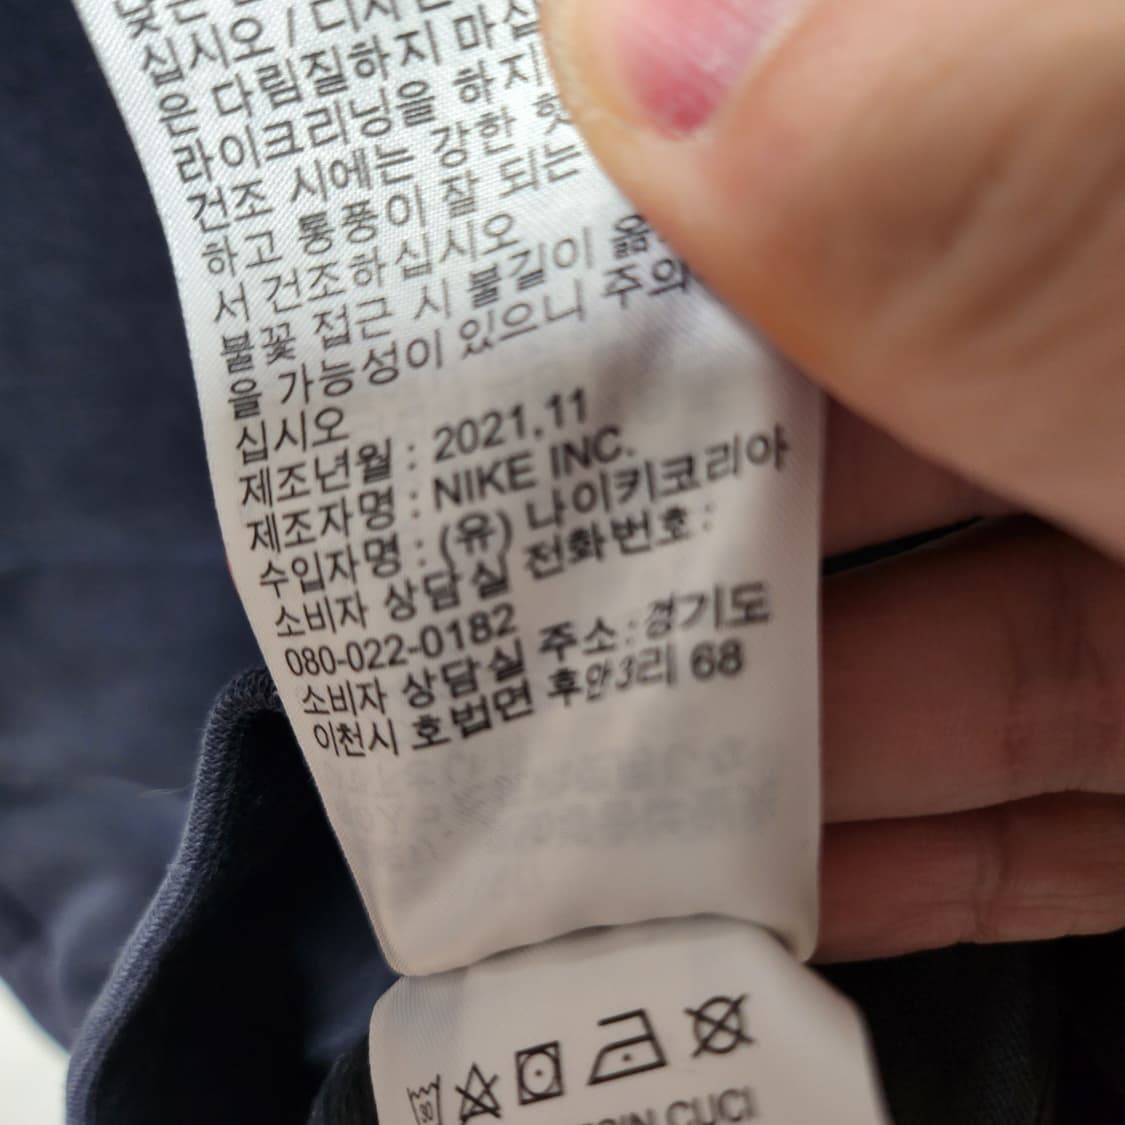 십시오 / 디자인
은 다림질하지 마십
라이크리닝을 하지
건조 시에는 강한 햇
하고 통풍이 잘 되는
서 건조하십시오
불꽃 접근 시 불길이 옮
을 가능성이 있으니 주의
십시오
제조년월 : 2021.11
제조자명 : NIKE INC.
수입자명 : (유) 나이키코리아
소비자 상담실 전화번호 :
080-022-0182
소비자 상담실 주소 : 경기도
이천시 호법면 후안3리 68
CUCI